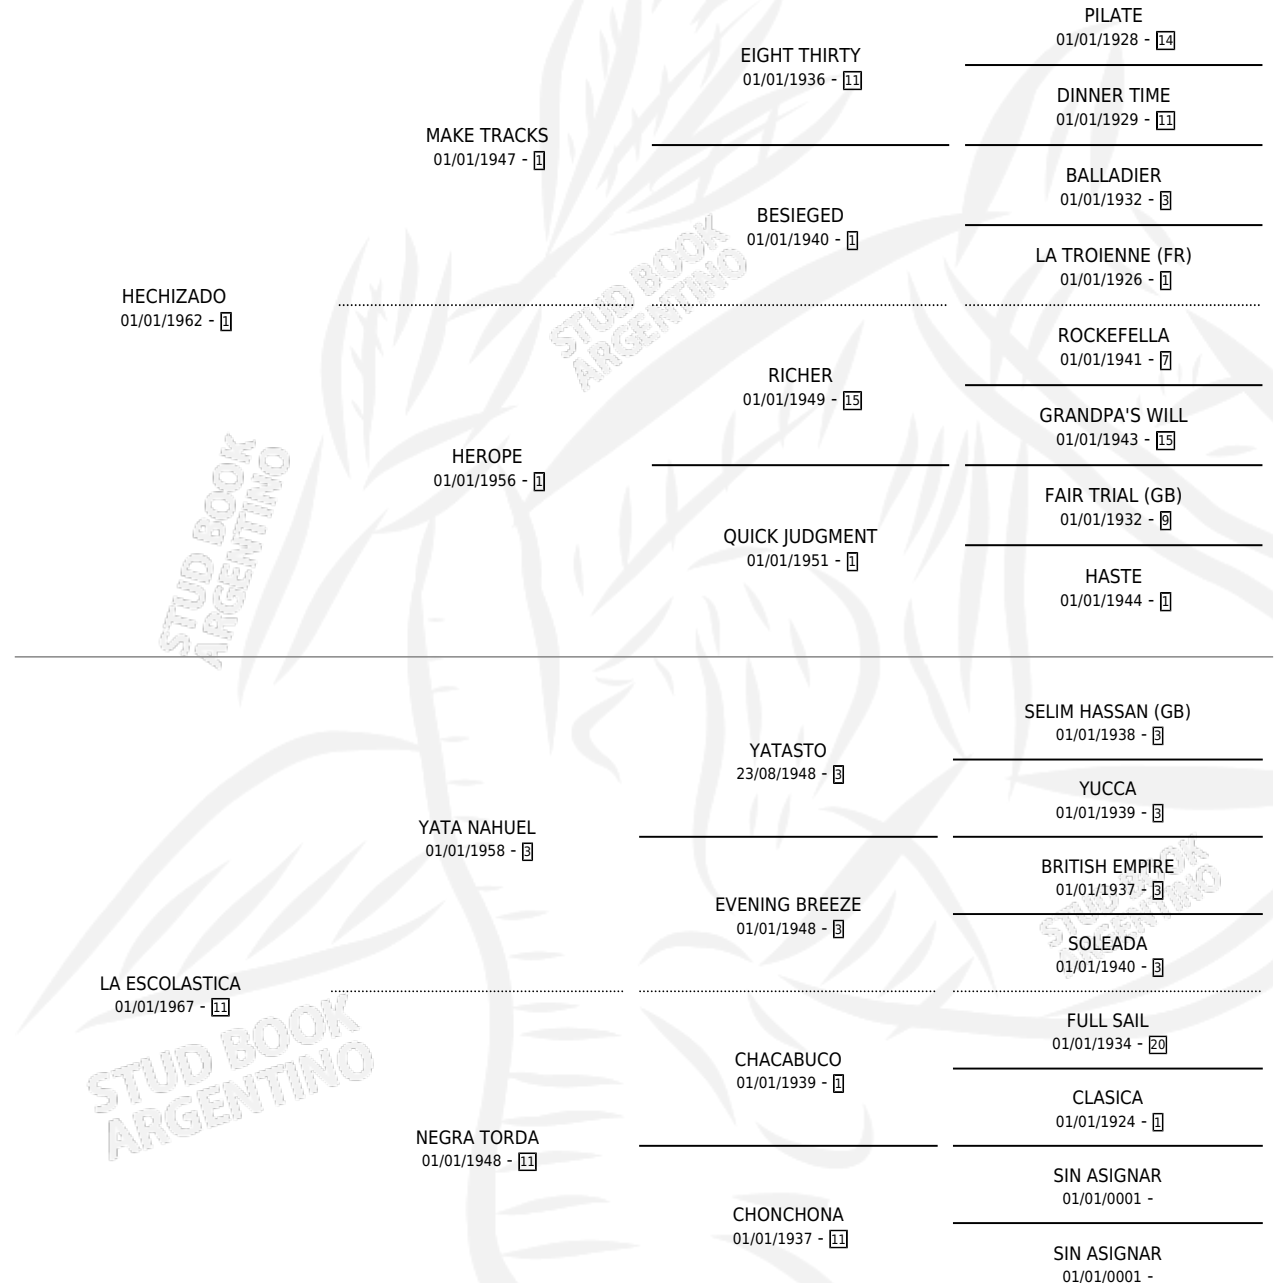 PILATE
01/01/1928 - 14
EIGHT THIRTY
01/01/1936 - 11
DINNER TIME
01/01/1929 - 11
MAKE TRACKS
01/01/1947 - 1
BALLADIER
01/01/1932 - 3
BESIEGED
01/01/1940 - 1
LA TROIENNE (FR)
01/01/1926 - 1
HECHIZADO
01/01/1962 - 1
ROCKEFELLA
01/01/1941 - 7
RICHER
01/01/1949 - 15
GRANDPA'S WILL
01/01/1943 - 15
HEROPE
01/01/1956 - 1
FAIR TRIAL (GB)
01/01/1932 - 9
QUICK JUDGMENT
01/01/1951 - 1
HASTE
01/01/1944 - 1
SELIM HASSAN (GB)
01/01/1938 - 3
YATASTO
23/08/1948 - 3
YUCCA
01/01/1939 - 3
YATA NAHUEL
01/01/1958 - 3
BRITISH EMPIRE
01/01/1937 - 3
EVENING BREEZE
01/01/1948 - 3
SOLEADA
01/01/1940 - 3
LA ESCOLASTICA
01/01/1967 - 11
FULL SAIL
01/01/1934 - 20
CHACABUCO
01/01/1939 - 1
CLASICA
01/01/1924 - 1
NEGRA TORDA
01/01/1948 - 11
SIN ASIGNAR
01/01/0001 -
CHONCHONA
01/01/1937 - 11
SIN ASIGNAR
01/01/0001 -
STUD BOOK
ARGENTINO
STUD BOOK
ARGENTINO
STUD BOOK
ARGENTINO
STUD BOOK
ARGENTINO